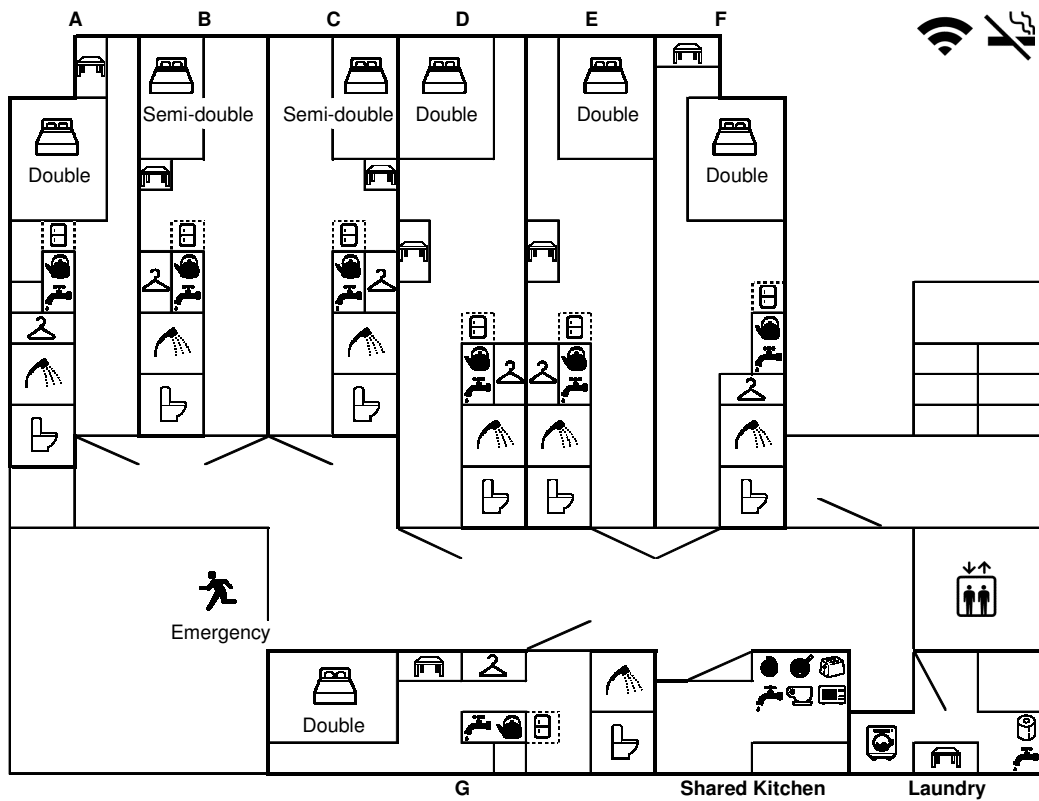 A
B
C
D
E
F
Semi-double
Semi-double
Double
Double
Double
Double
Emergency
Double
G
Shared Kitchen
Laundry